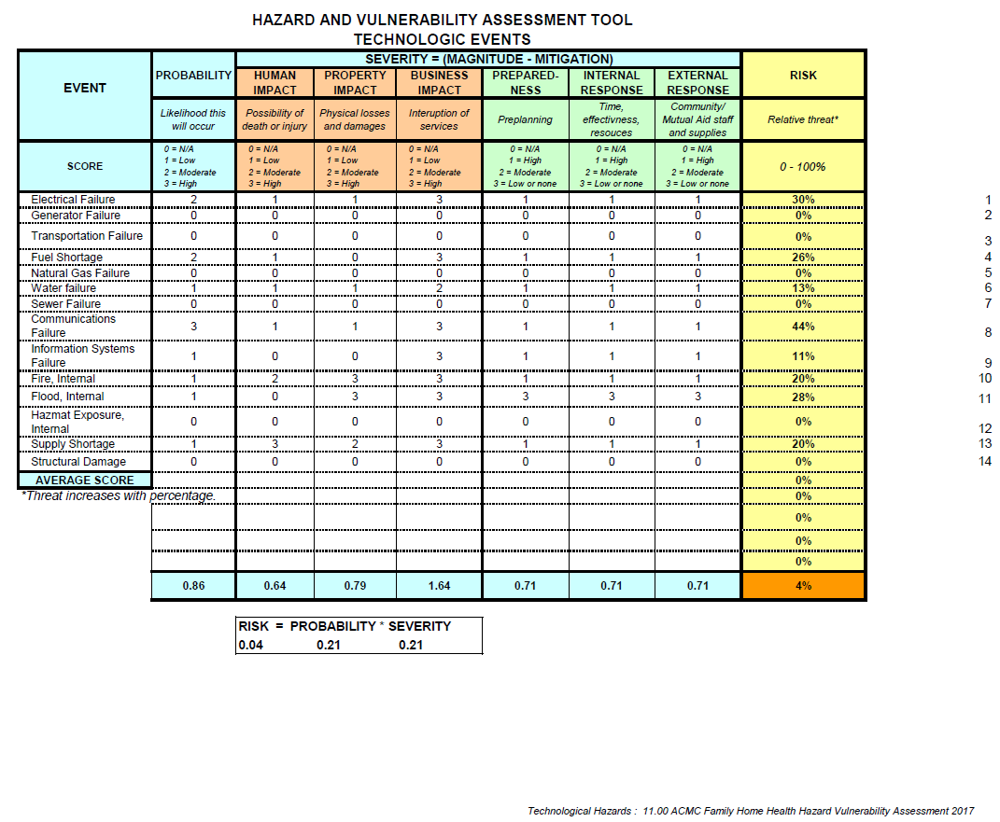 HAZARD AND VULNERABILITY ASSESSMENT TOOL
TECHNOLOGIC EVENTS
EVENT PROBABILITY SEVERITY = (MAGNITUDE - MITIGATION) RISK
HUMAN IMPACT PROPERTY IMPACT BUSINESS IMPACT PREPARED-NESS INTERNAL RESPONSE EXTERNAL RESPONSE
Likelihood this will occur Possibility of death or injury Physical losses and damages Interuption of services Preplanning Time, effectivness, resouces Community/ Mutual Aid staff and supplies Relative threat*
SCORE
0 = N/A 0 = N/A 0 = N/A 0 = N/A 0 = N/A 0 = N/A 0 = N/A
1 = Low 1 = Low 1 = Low 1 = Low 1 = High 1 = High 1 = High
2 = Moderate 2 = Moderate 2 = Moderate 2 = Moderate 2 = Moderate 2 = Moderate 2 = Moderate
3 = High 3 = High 3 = High 3 = High 3 = Low or none 3 = Low or none 3 = Low or none
0 - 100%
Electrical Failure 2 1 1 3 1 1 1 30% 1
Generator Failure 0 0 0 0 0 0 0 0% 2
Transportation Failure 0 0 0 0 0 0 0 0% 3
Fuel Shortage 2 1 0 3 1 1 1 26% 4
Natural Gas Failure 0 0 0 0 0 0 0 0% 5
Water failure 1 1 1 2 1 1 1 13% 6
Sewer Failure 0 0 0 0 0 0 0 0% 7
Communications
Failure 3 1 1 3 1 1 1 44% 8
Information Systems
Failure 1 0 0 3 1 1 1 11% 9
Fire, Internal 1 2 3 3 1 1 1 20% 10
Flood, Internal 1 0 3 3 3 3 3 28% 11
Hazmat Exposure,
Internal 0 0 0 0 0 0 0 0% 12
Supply Shortage 1 3 2 3 1 1 1 20% 13
Structural Damage 0 0 0 0 0 0 0 0% 14
AVERAGE SCORE 0%
*Threat increases with percentage. 0%
0%
0%
0%
0.86 0.64 0.79 1.64 0.71 0.71 0.71 4%
RISK = PROBABILITY * SEVERITY
0.04 0.21 0.21
Technological Hazards : 11.00 ACMC Family Home Health Hazard Vulnerability Assessment 2017